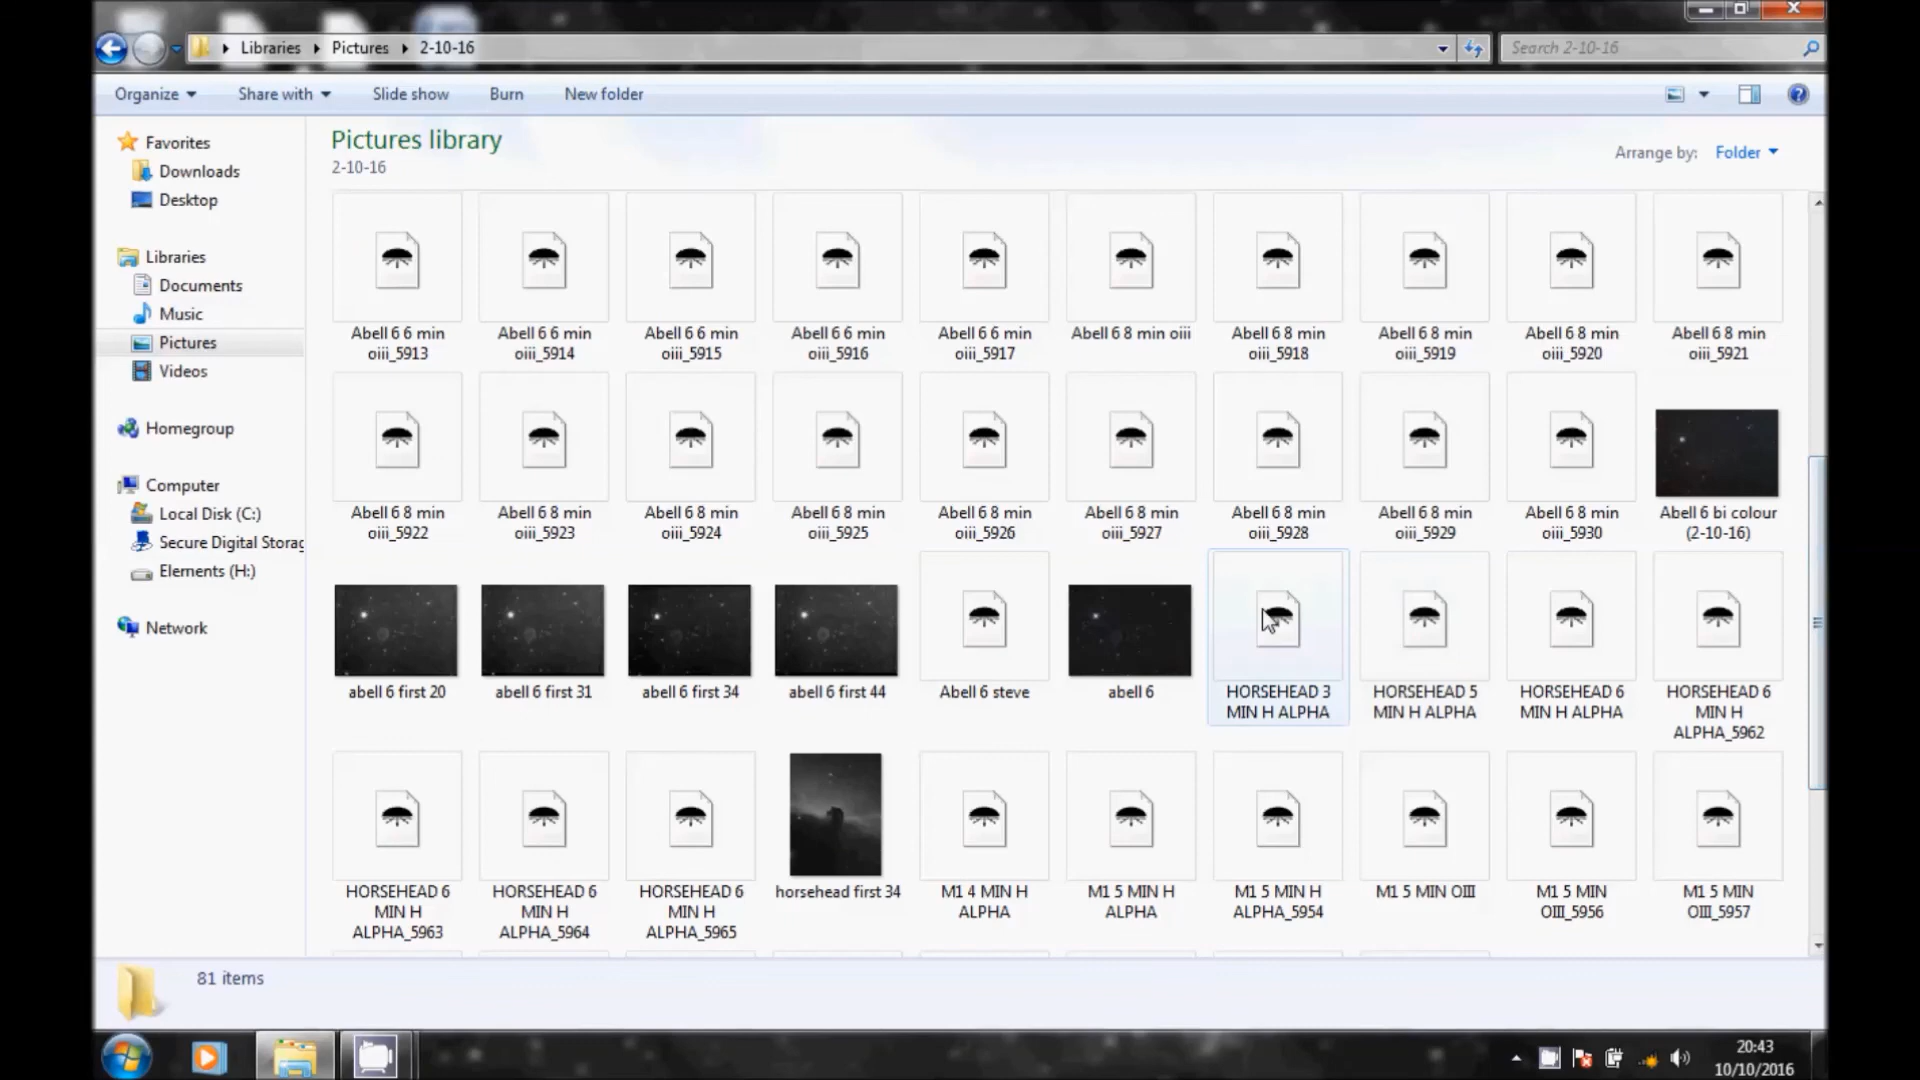 Libraries
Pictures
2-10-16
Search 2-10-16
Organize
Share with
Slide show
Burn
New folder
Favorites
Downloads
Desktop
Libraries
Documents
Music
Pictures
Videos
Homegroup
Computer
Local Disk (C:)
Secure Digital Storag
Elements (H:)
Network
Pictures library
2-10-16
Arrange by:
Folder
Abell 6 6 min
oiii_5913
Abell 6 6 min
oiii_5914
Abell 6 6 min
oiii_5915
Abell 6 6 min
oiii_5916
Abell 6 6 min
oiii_5917
Abell 6 8 min oiii
Abell 6 8 min
oiii_5918
Abell 6 8 min
oiii_5919
Abell 6 8 min
oiii_5920
Abell 6 8 min
oiii_5921
Abell 6 8 min
oiii_5922
Abell 6 8 min
oiii_5923
Abell 6 8 min
oiii_5924
Abell 6 8 min
oiii_5925
Abell 6 8 min
oiii_5926
Abell 6 8 min
oiii_5927
Abell 6 8 min
oiii_5928
Abell 6 8 min
oiii_5929
Abell 6 8 min
oiii_5930
Abell 6 bi colour
(2-10-16)
abell 6 first 20
abell 6 first 31
abell 6 first 34
abell 6 first 44
Abell 6 steve
abell 6
HORSEHEAD 3
MIN H ALPHA
HORSEHEAD 5
MIN H ALPHA
HORSEHEAD 6
MIN H ALPHA
HORSEHEAD 6
MIN H
ALPHA_5962
HORSEHEAD 6
MIN H
ALPHA_5963
HORSEHEAD 6
MIN H
ALPHA_5964
HORSEHEAD 6
MIN H
ALPHA_5965
horsehead first 34
M1 4 MIN H
ALPHA
M1 5 MIN H
ALPHA
M1 5 MIN H
ALPHA_5954
M1 5 MIN OIII
M1 5 MIN
OIII_5956
M1 5 MIN
OIII_5957
81 items
20:43
10/10/2016